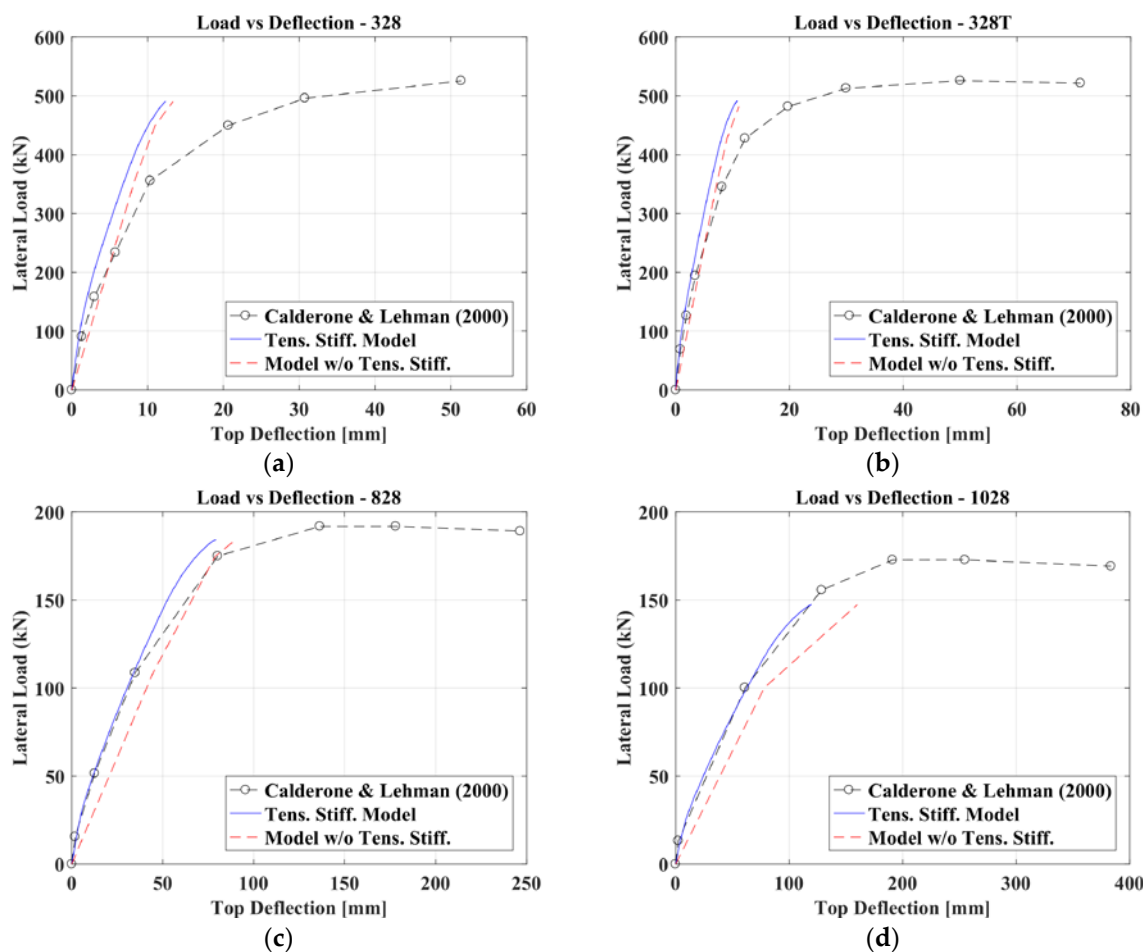 Load vs Deflection - 328
600
500
400
300
200
100
0
Lateral Load (kN)
Calderone & Lehman (2000)
Tens. Stiff. Model
Model w/o Tens. Stiff.
0 10 20 30 40 50 60
Top Deflection [mm]
(a)
Load vs Deflection - 328T
600
500
400
300
200
100
0
Lateral Load (kN)
Calderone & Lehman (2000)
Tens. Stiff. Model
Model w/o Tens. Stiff.
0 20 40 60 80
Top Deflection [mm]
(b)
Load vs Deflection - 828
200
150
100
50
0
Lateral Load (kN)
Calderone & Lehman (2000)
Tens. Stiff. Model
Model w/o Tens. Stiff.
0 50 100 150 200 250
Top Deflection [mm]
(c)
Load vs Deflection - 1028
200
150
100
50
0
Lateral Load (kN)
Calderone & Lehman (2000)
Tens. Stiff. Model
Model w/o Tens. Stiff.
0 100 200 300 400
Top Deflection [mm]
(d)